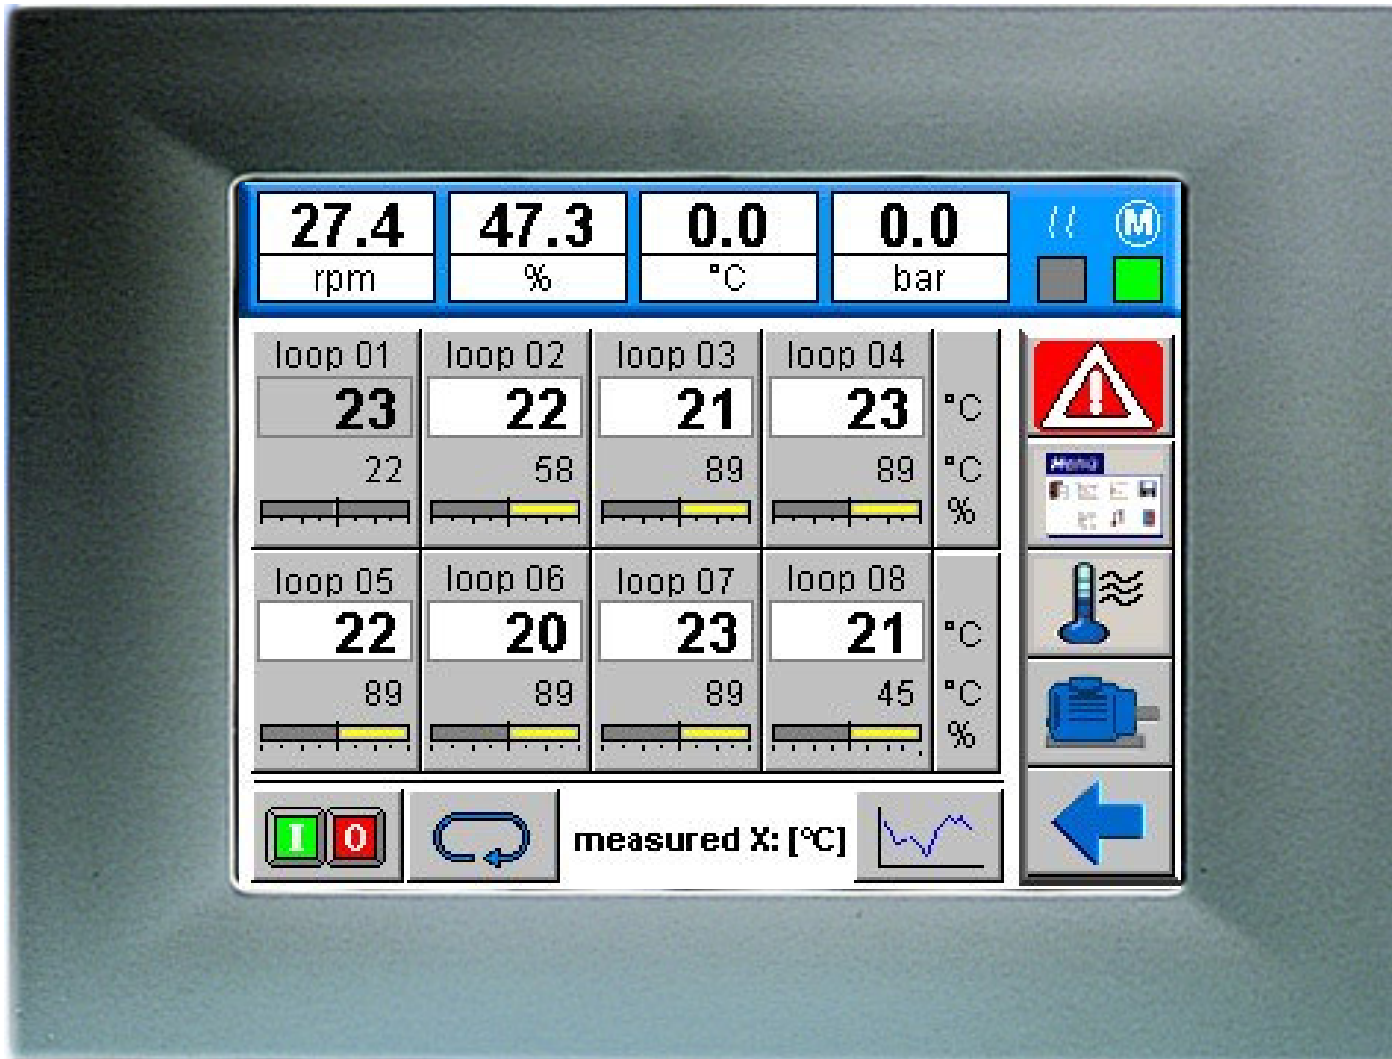 27.4 47.3 0.0 0.0
rpm % °C bar
M
loop 01 loop 02 loop 03 loop 04
23 22 21 23 °C
22 58 89 89 °C
%
Menü
loop 05 loop 06 loop 07 loop 08
22 20 23 21 °C
89 89 89 45 °C
%
I 0 measured X: [°C]